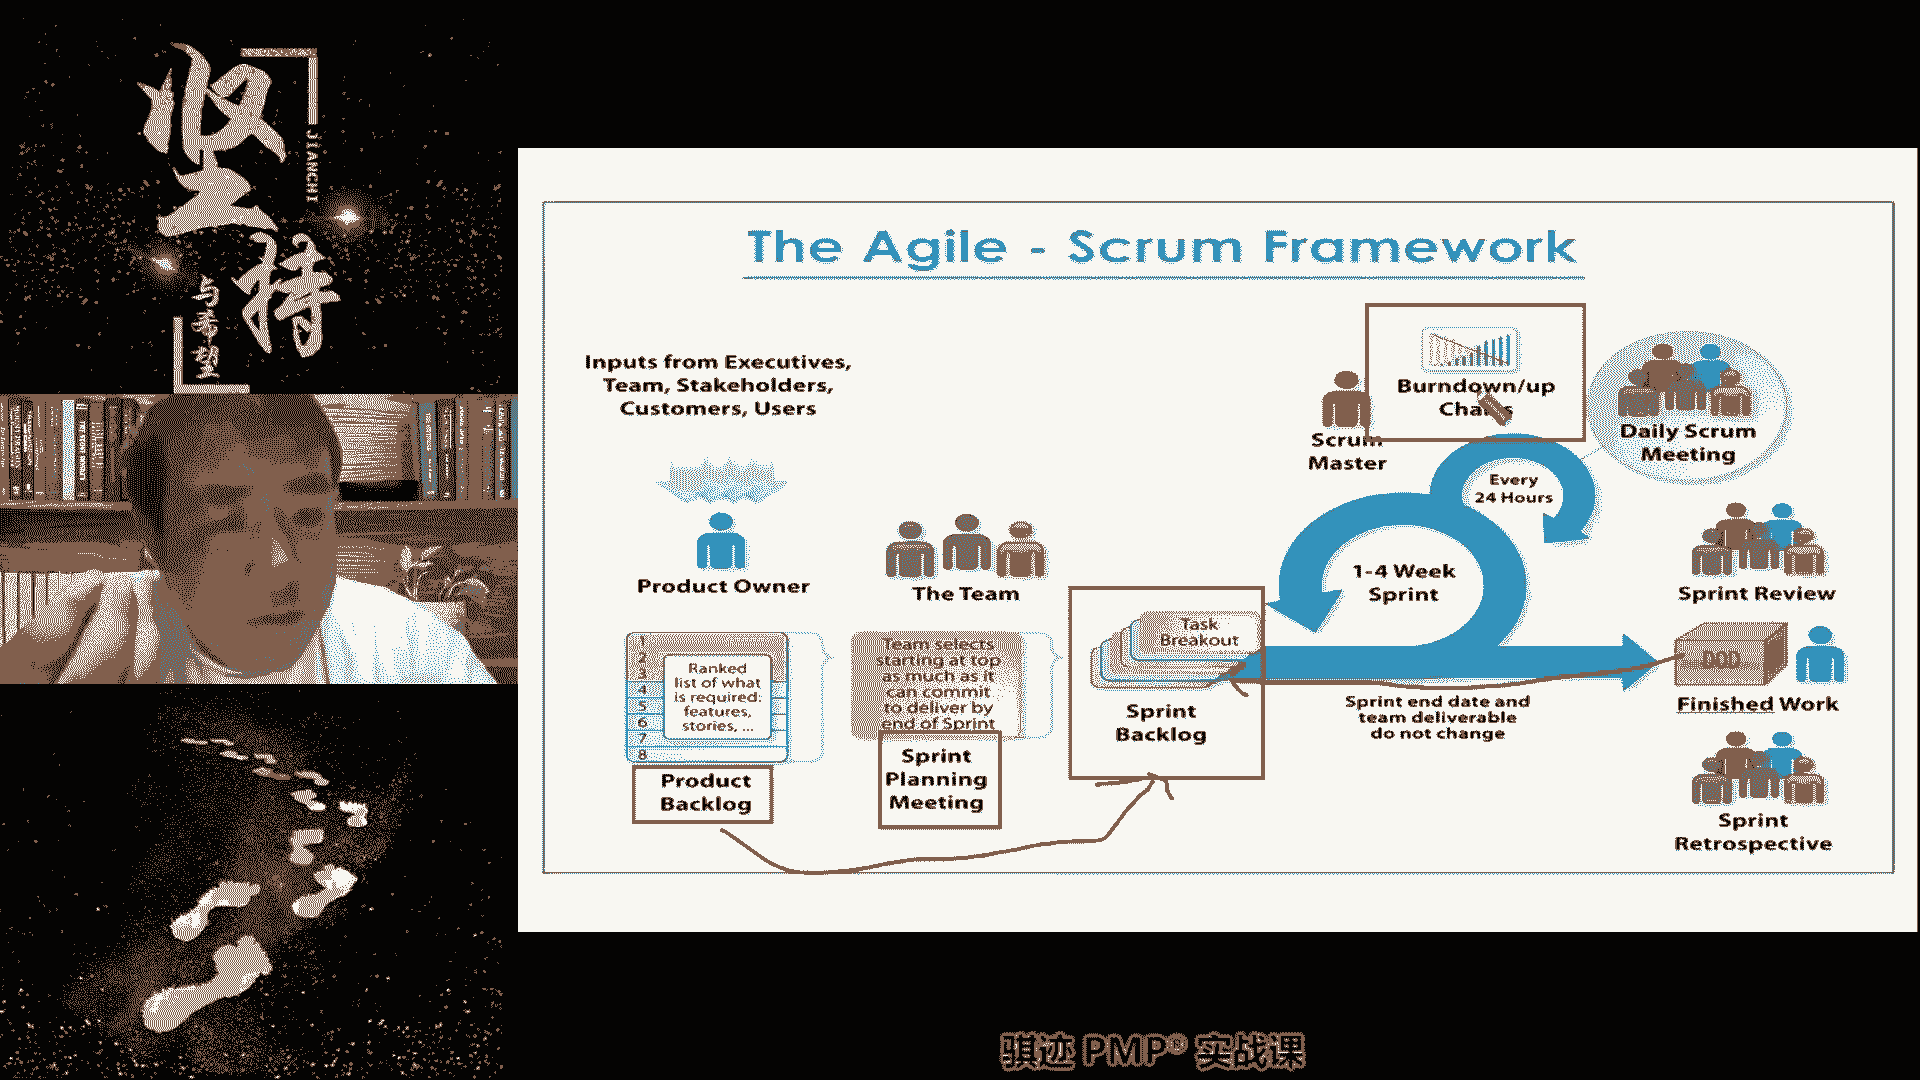 坚持
JIANCHI
The Agile - Scrum Framework
Inputs from Executives,
Team, Stakeholders,
Customers, Users
Product Owner
The Team
1
2
3
4
5
6
7
8
Ranked
list of what
is required:
features,
stories, ...
Product
Backlog
Team selects
starting at top
as much as it
can commit
to deliver by
end of Sprint
Sprint
Planning
Meeting
Task
Breakout
Sprint
Backlog
Scrum
Master
Burndown/up
Charts
Daily Scrum
Meeting
Every
24 Hours
1-4 Week
Sprint
Sprint end date and
team deliverable
do not change
Sprint Review
DOD
Finished Work
Sprint
Retrospective
骐迹 PMP® 实战课